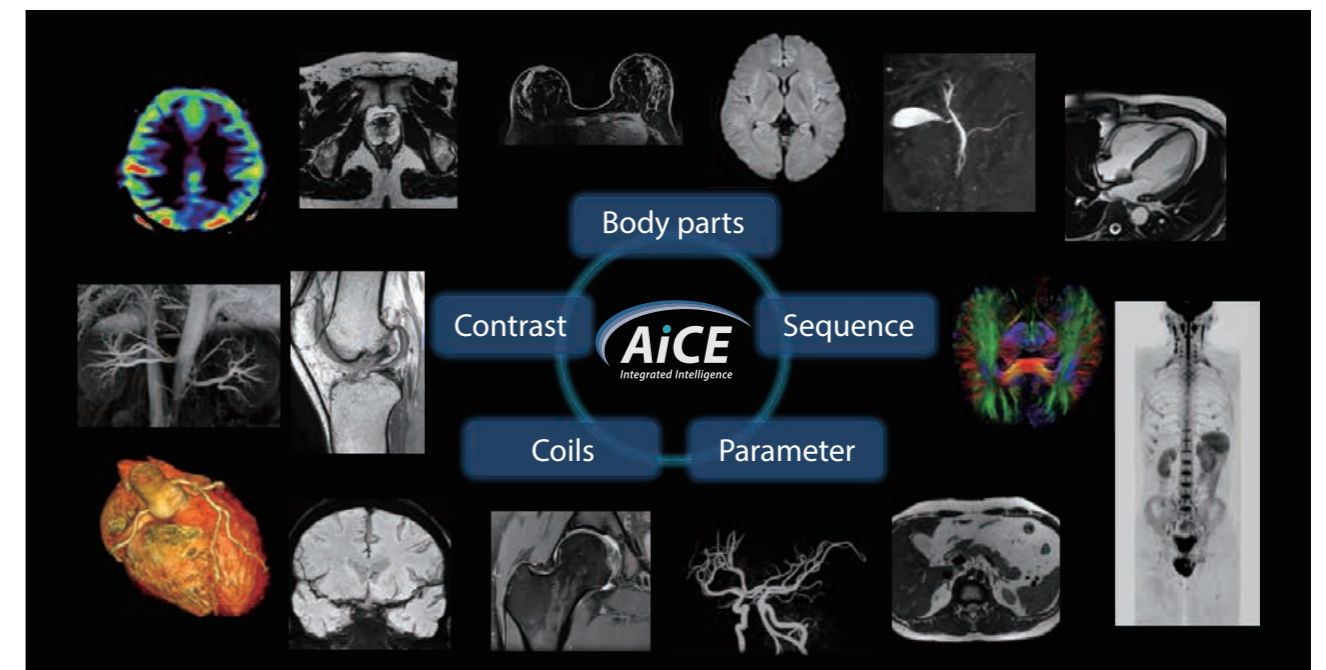 Body parts
Contrast
AiCE
Integrated Intelligence
Sequence
Coils
Parameter